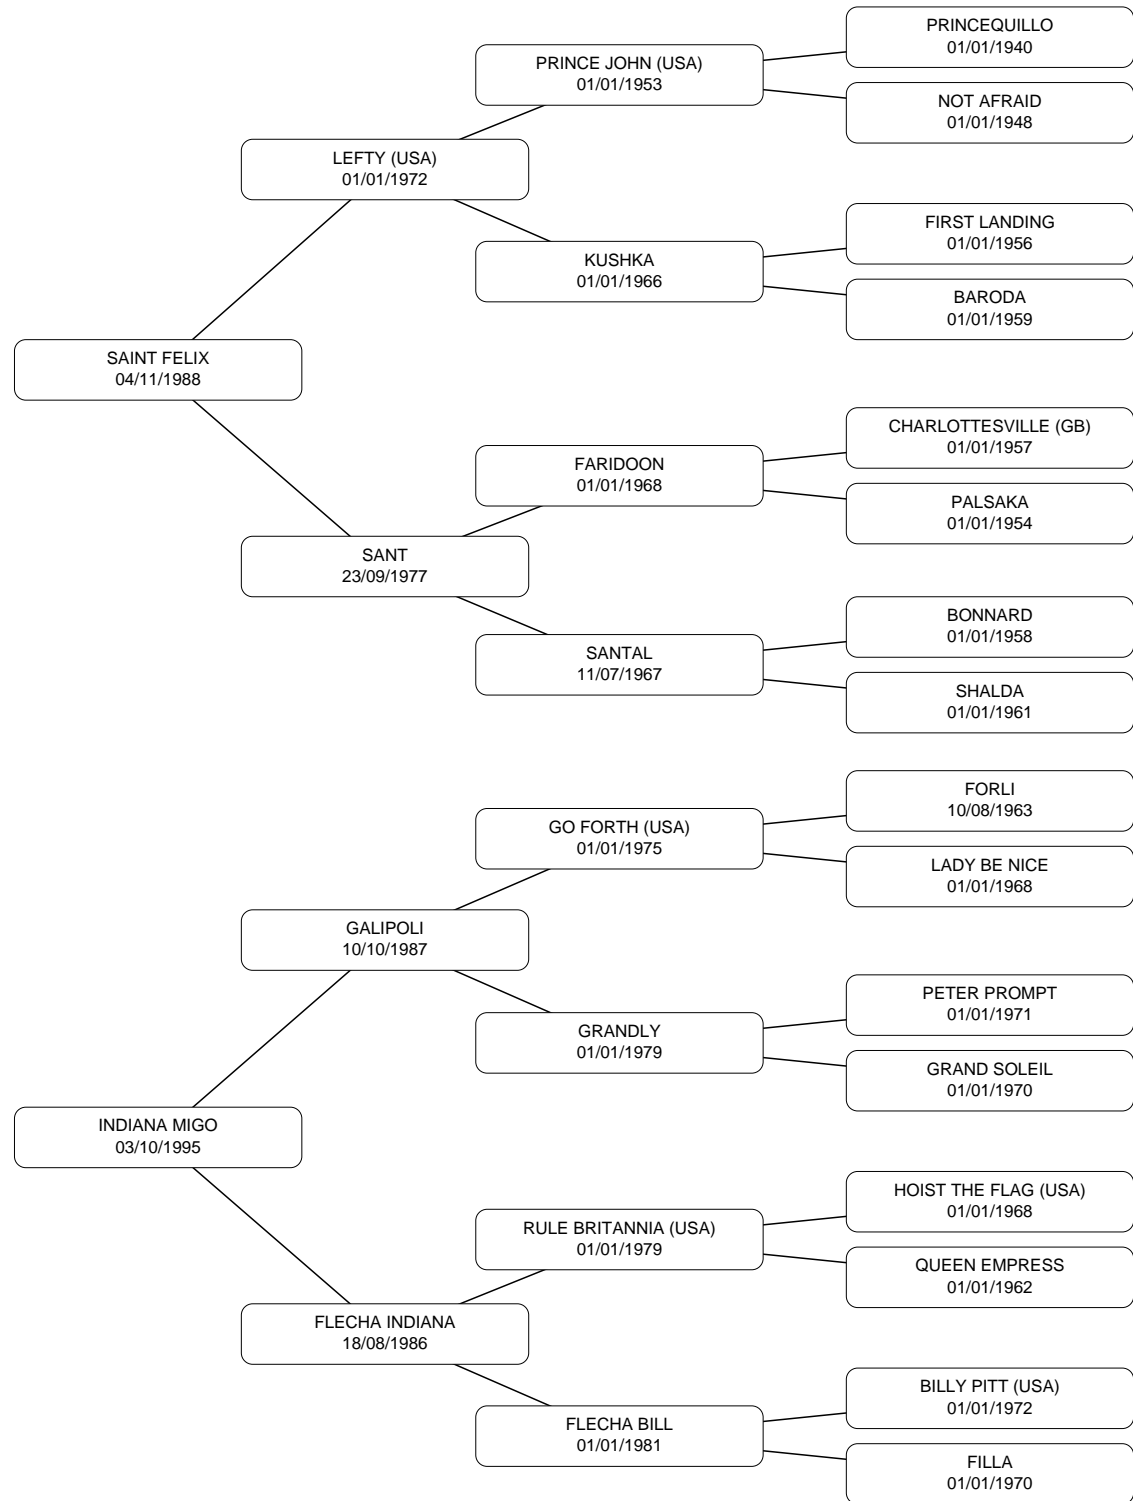 PRINCEQUILLO
01/01/1940
PRINCE JOHN (USA)
01/01/1953
NOT AFRAID
01/01/1948
LEFTY (USA)
01/01/1972
FIRST LANDING
01/01/1956
KUSHKA
01/01/1966
BARODA
01/01/1959
SAINT FELIX
04/11/1988
CHARLOTTESVILLE (GB)
01/01/1957
FARIDOON
01/01/1968
PALSAKA
01/01/1954
SANT
23/09/1977
BONNARD
01/01/1958
SANTAL
11/07/1967
SHALDA
01/01/1961
FORLI
10/08/1963
GO FORTH (USA)
01/01/1975
LADY BE NICE
01/01/1968
GALIPOLI
10/10/1987
PETER PROMPT
01/01/1971
GRANDLY
01/01/1979
GRAND SOLEIL
01/01/1970
INDIANA MIGO
03/10/1995
HOIST THE FLAG (USA)
01/01/1968
RULE BRITANNIA (USA)
01/01/1979
QUEEN EMPRESS
01/01/1962
FLECHA INDIANA
18/08/1986
BILLY PITT (USA)
01/01/1972
FLECHA BILL
01/01/1981
FILLA
01/01/1970